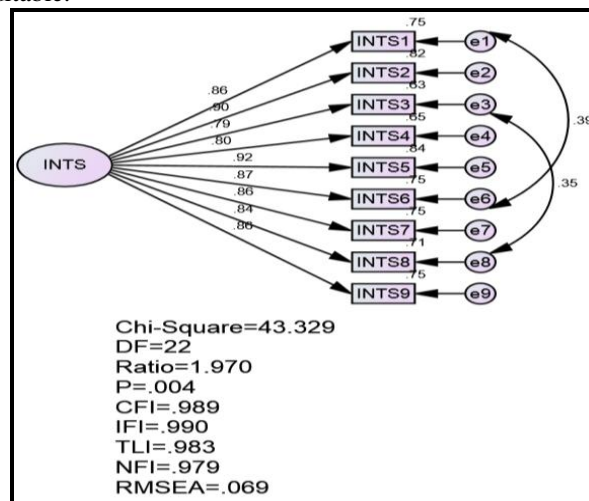 itable.
.75
INTS1 e1
.82
.86 INTS2 e2
.63
.90 INTS3 e3
.79 .65 .39
.80 INTS4 e4
.84
INTS .92 INTS5 e5
.87 .75 .35
.86 INTS6 e6
.75
.84 INTS7 e7
.86 .71
INTS8 e8
.75
INTS9 e9
Chi-Square=43.329
DF=22
Ratio=1.970
P=.004
CFI=.989
IFI=.990
TLI=.983
NFI=.979
RMSEA=.069